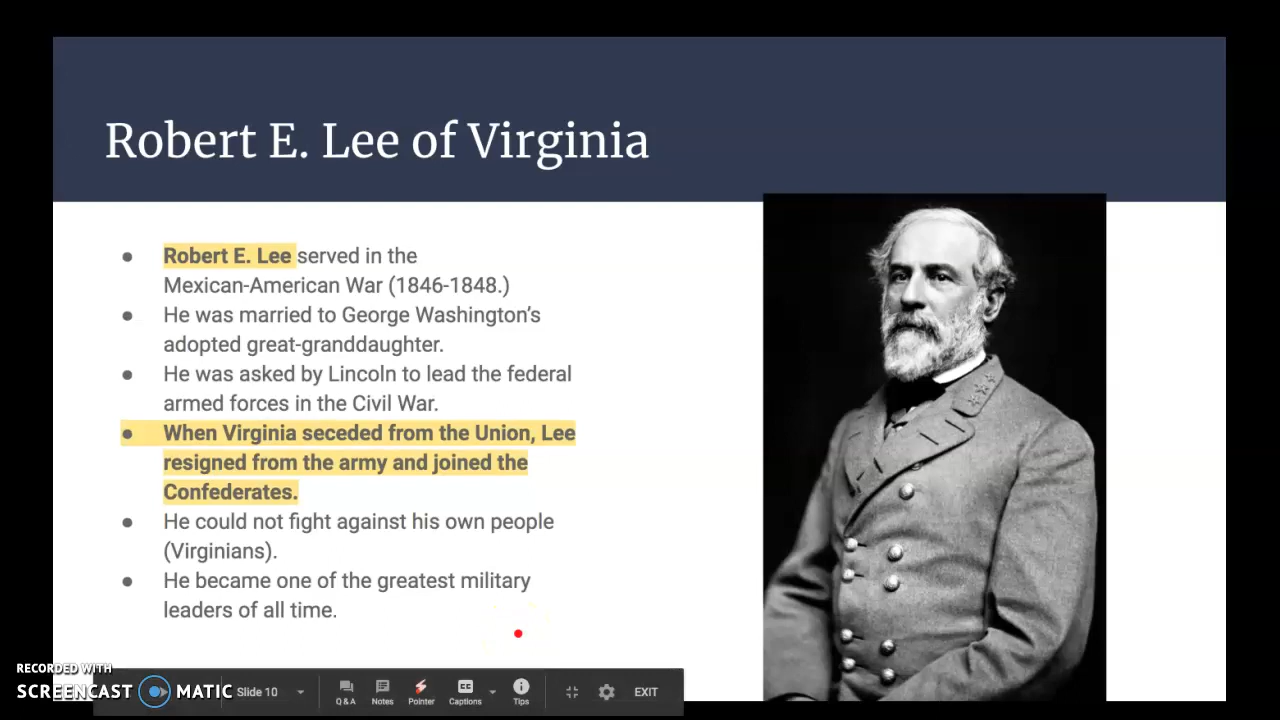 Robert E. Lee of Virginia
● Robert E. Lee served in the
Mexican-American War (1846-1848.)
● He was married to George Washington’s
adopted great-granddaughter.
● He was asked by Lincoln to lead the federal
armed forces in the Civil War.
● When Virginia seceded from the Union, Lee
resigned from the army and joined the
Confederates.
● He could not fight against his own people
(Virginians).
● He became one of the greatest military
leaders of all time.
RECORDED WITH
SCREENCAST MATIC
Slide 10
Q & A
Notes
Pointer
CC
Captions
Tips
EXIT